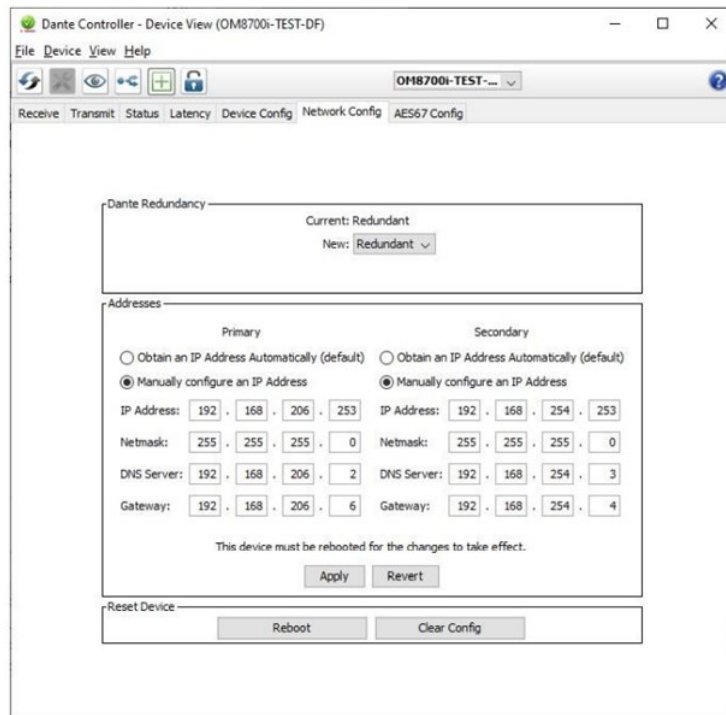 Dante Controller - Device View (OM8700i-TEST-DF)
File Device View Help
OM8700i-TEST-...
Receive Transmit Status Latency Device Config Network Config AES67 Config
Dante Redundancy
Current: Redundant
New: Redundant
Addresses
Primary
Obtain an IP Address Automatically (default)
Manually configure an IP Address
IP Address: 192 . 168 . 206 . 253
Netmask: 255 . 255 . 255 . 0
DNS Server: 192 . 168 . 206 . 2
Gateway: 192 . 168 . 206 . 6
Secondary
Obtain an IP Address Automatically (default)
Manually configure an IP Address
IP Address: 192 . 168 . 254 . 253
Netmask: 255 . 255 . 255 . 0
DNS Server: 192 . 168 . 254 . 3
Gateway: 192 . 168 . 254 . 4
This device must be rebooted for the changes to take effect.
Apply Revert
Reset Device
Reboot Clear Config